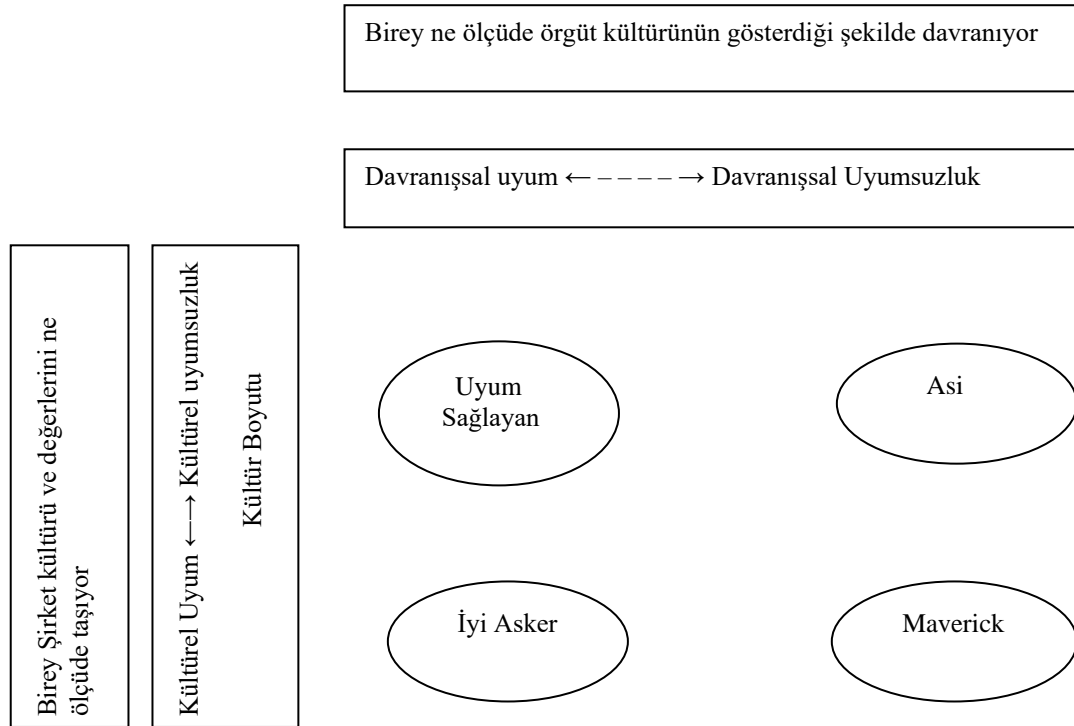 Birey ne ölçüde örgüt kültürünün gösterdiği şekilde davranıyor
Davranışsal uyum ← – – – – → Davranışsal Uyumsuzluk
Birey Şirket kültürü ve değerlerini ne
ölçüde taşıyor
Kültürel Uyum ←→ Kültürel uyumsuzluk
Kültür Boyutu
Uyum
Sağlayan
Asi
İyi Asker
Maverick